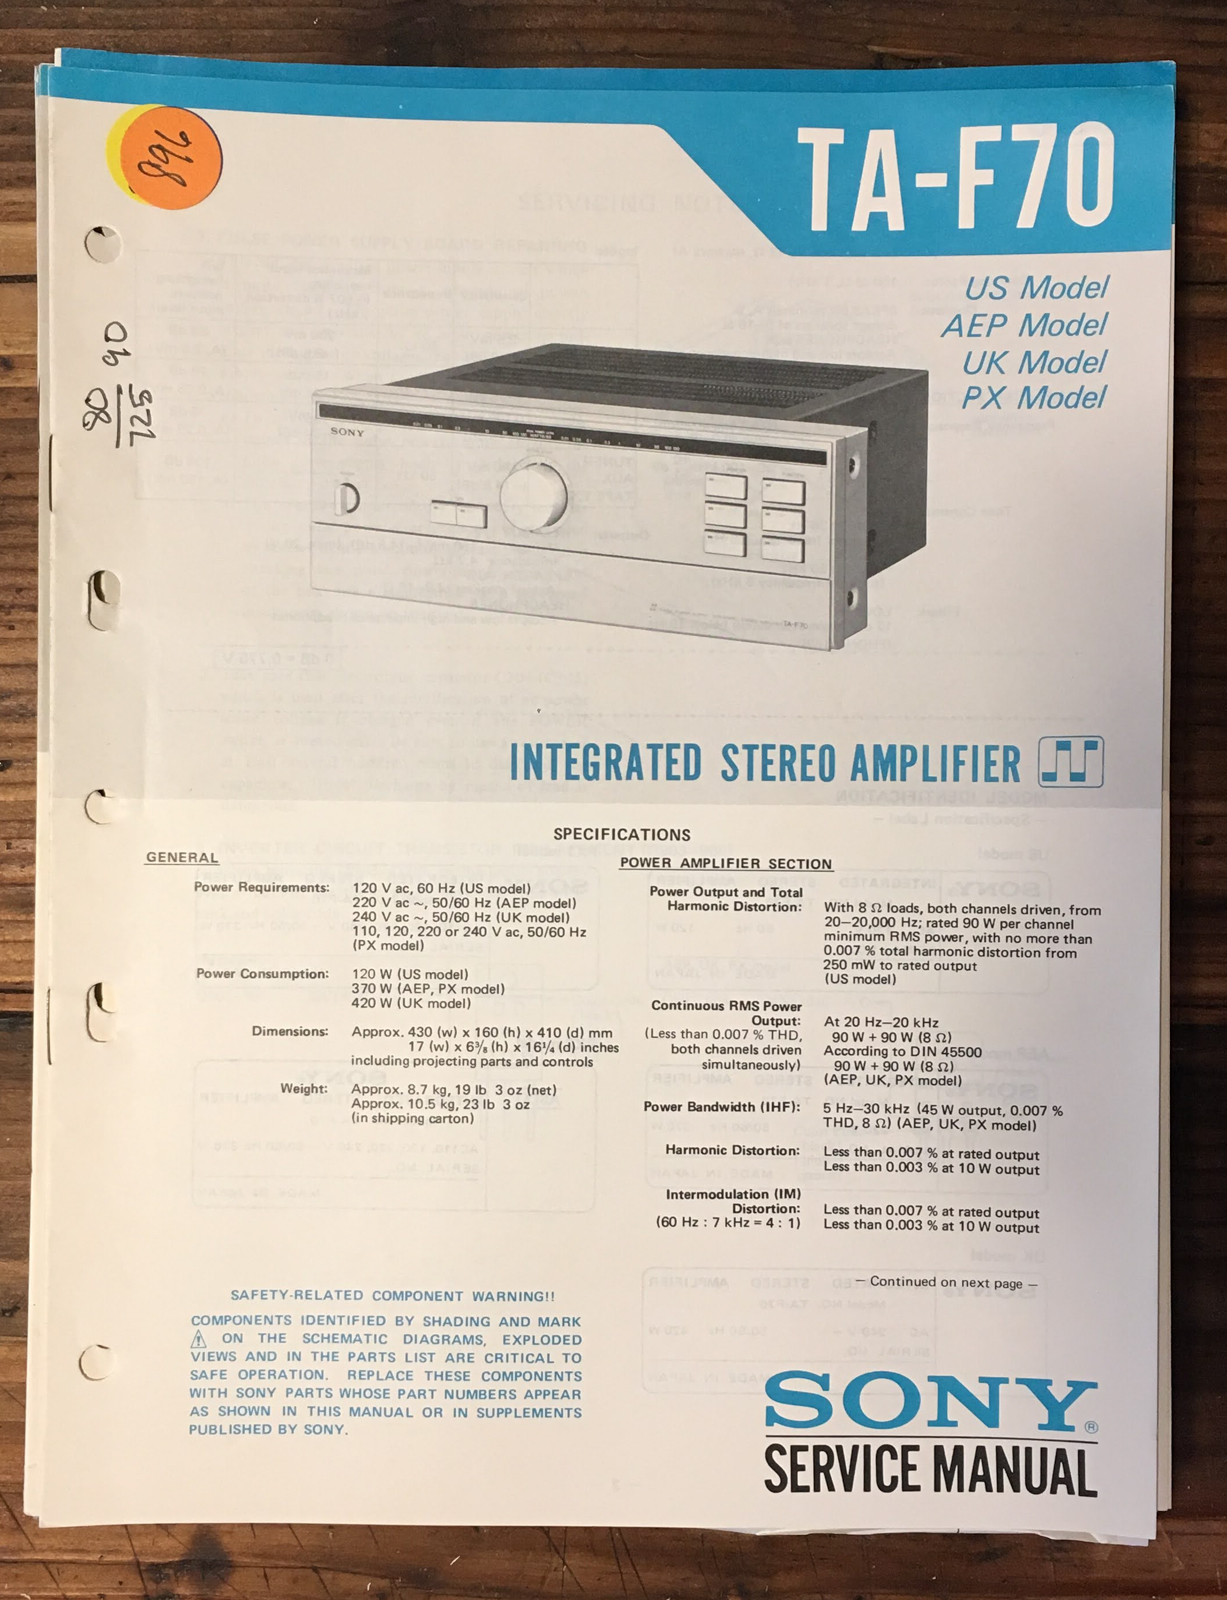 TA-F70
US Model
AEP Model
UK Model
PX Model
896
SONY
TA-F70
INTEGRATED STEREO AMPLIFIER
SPECIFICATIONS
GENERAL
Power Requirements: 120 V ac, 60 Hz (US model)
220 V ac ~, 50/60 Hz (AEP model)
240 V ac ~, 50/60 Hz (UK model)
110, 120, 220 or 240 V ac, 50/60 Hz
(PX model)
Power Consumption: 120 W (US model)
370 W (AEP, PX model)
420 W (UK model)
Dimensions: Approx. 430 (w) x 160 (h) x 410 (d) mm
17 (w) x 6⅜ (h) x 16¼ (d) inches
including projecting parts and controls
Weight: Approx. 8.7 kg, 19 lb 3 oz (net)
Approx. 10.5 kg, 23 lb 3 oz
(in shipping carton)
POWER AMPLIFIER SECTION
Power Output and Total
Harmonic Distortion: With 8 Ω loads, both channels driven, from
20–20,000 Hz; rated 90 W per channel
minimum RMS power, with no more than
0.007 % total harmonic distortion from
250 mW to rated output
(US model)
Continuous RMS Power
Output: At 20 Hz–20 kHz
(Less than 0.007 % THD, 90 W + 90 W (8 Ω)
both channels driven According to DIN 45500
simultaneously) 90 W + 90 W (8 Ω)
(AEP, UK, PX model)
Power Bandwidth (IHF): 5 Hz–30 kHz (45 W output, 0.007 %
THD, 8 Ω) (AEP, UK, PX model)
Harmonic Distortion: Less than 0.007 % at rated output
Less than 0.003 % at 10 W output
Intermodulation (IM)
Distortion: Less than 0.007 % at rated output
(60 Hz : 7 kHz = 4 : 1) Less than 0.003 % at 10 W output
— Continued on next page —
SAFETY-RELATED COMPONENT WARNING!!
COMPONENTS IDENTIFIED BY SHADING AND MARK
⚠ ON THE SCHEMATIC DIAGRAMS, EXPLODED
VIEWS AND IN THE PARTS LIST ARE CRITICAL TO
SAFE OPERATION. REPLACE THESE COMPONENTS
WITH SONY PARTS WHOSE PART NUMBERS APPEAR
AS SHOWN IN THIS MANUAL OR IN SUPPLEMENTS
PUBLISHED BY SONY.
SONY®
SERVICE MANUAL